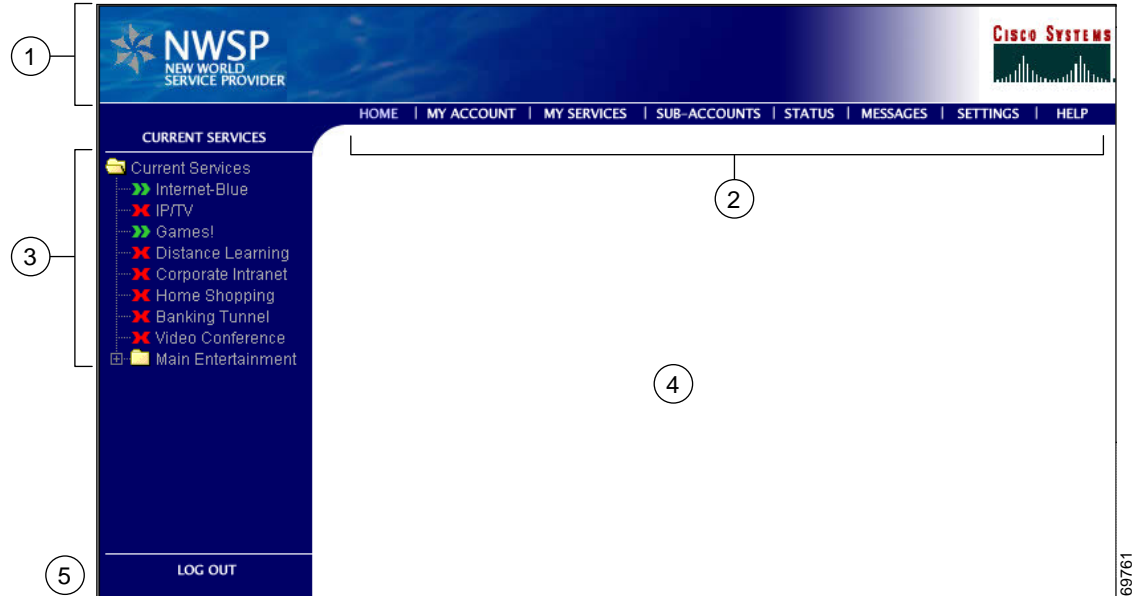 1
NWSP
NEW WORLD
SERVICE PROVIDER
CISCO SYSTEMS
HOME | MY ACCOUNT | MY SERVICES | SUB-ACCOUNTS | STATUS | MESSAGES | SETTINGS | HELP
2
CURRENT SERVICES
3
Current Services
Internet-Blue
IP/TV
Games!
Distance Learning
Corporate Intranet
Home Shopping
Banking Tunnel
Video Conference
Main Entertainment
4
5
LOG OUT
69761